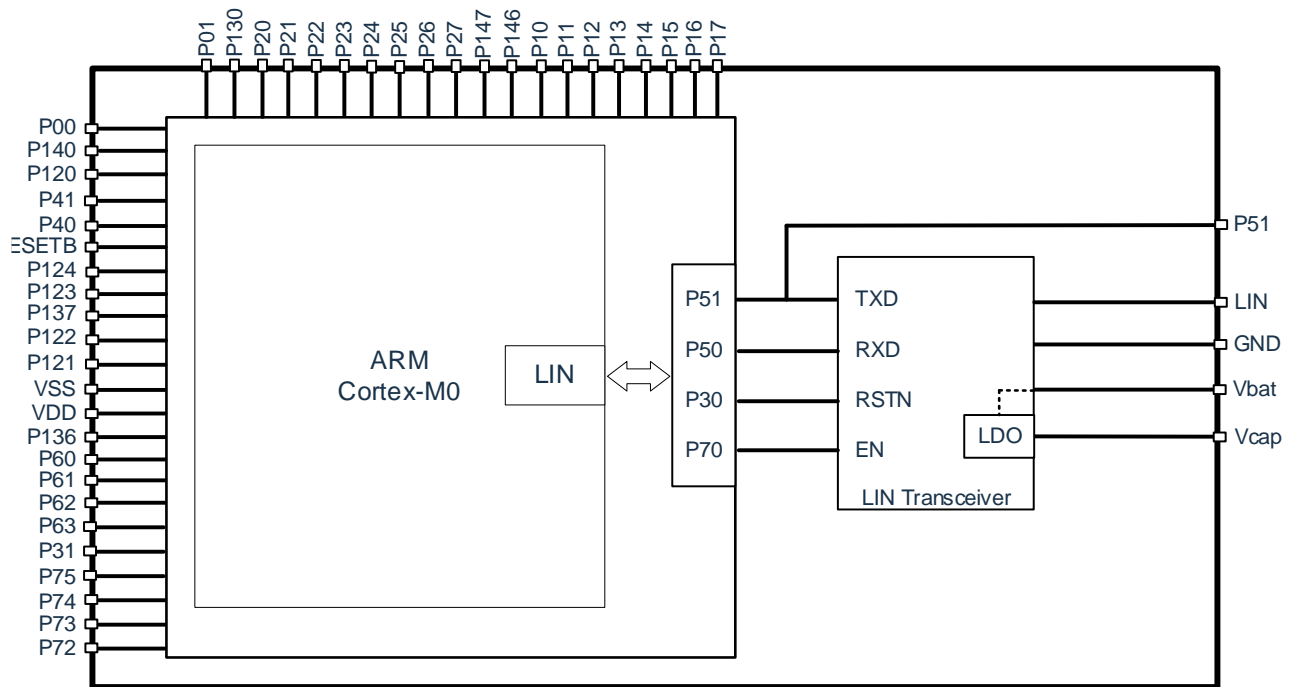 P01
P130
P20
P21
P22
P23
P24
P25
P26
P27
P147
P146
P10
P11
P12
P13
P14
P15
P16
P17
P00
P140
P120
P41
P40
ESETB
P124
P123
P137
P122
P121
VSS
VDD
P136
P60
P61
P62
P63
P31
P75
P74
P73
P72
ARM
Cortex-M0
LIN
P51
P50
P30
P70
TXD
RXD
RSTN
EN
LDO
LIN Transceiver
P51
LIN
GND
Vbat
Vcap